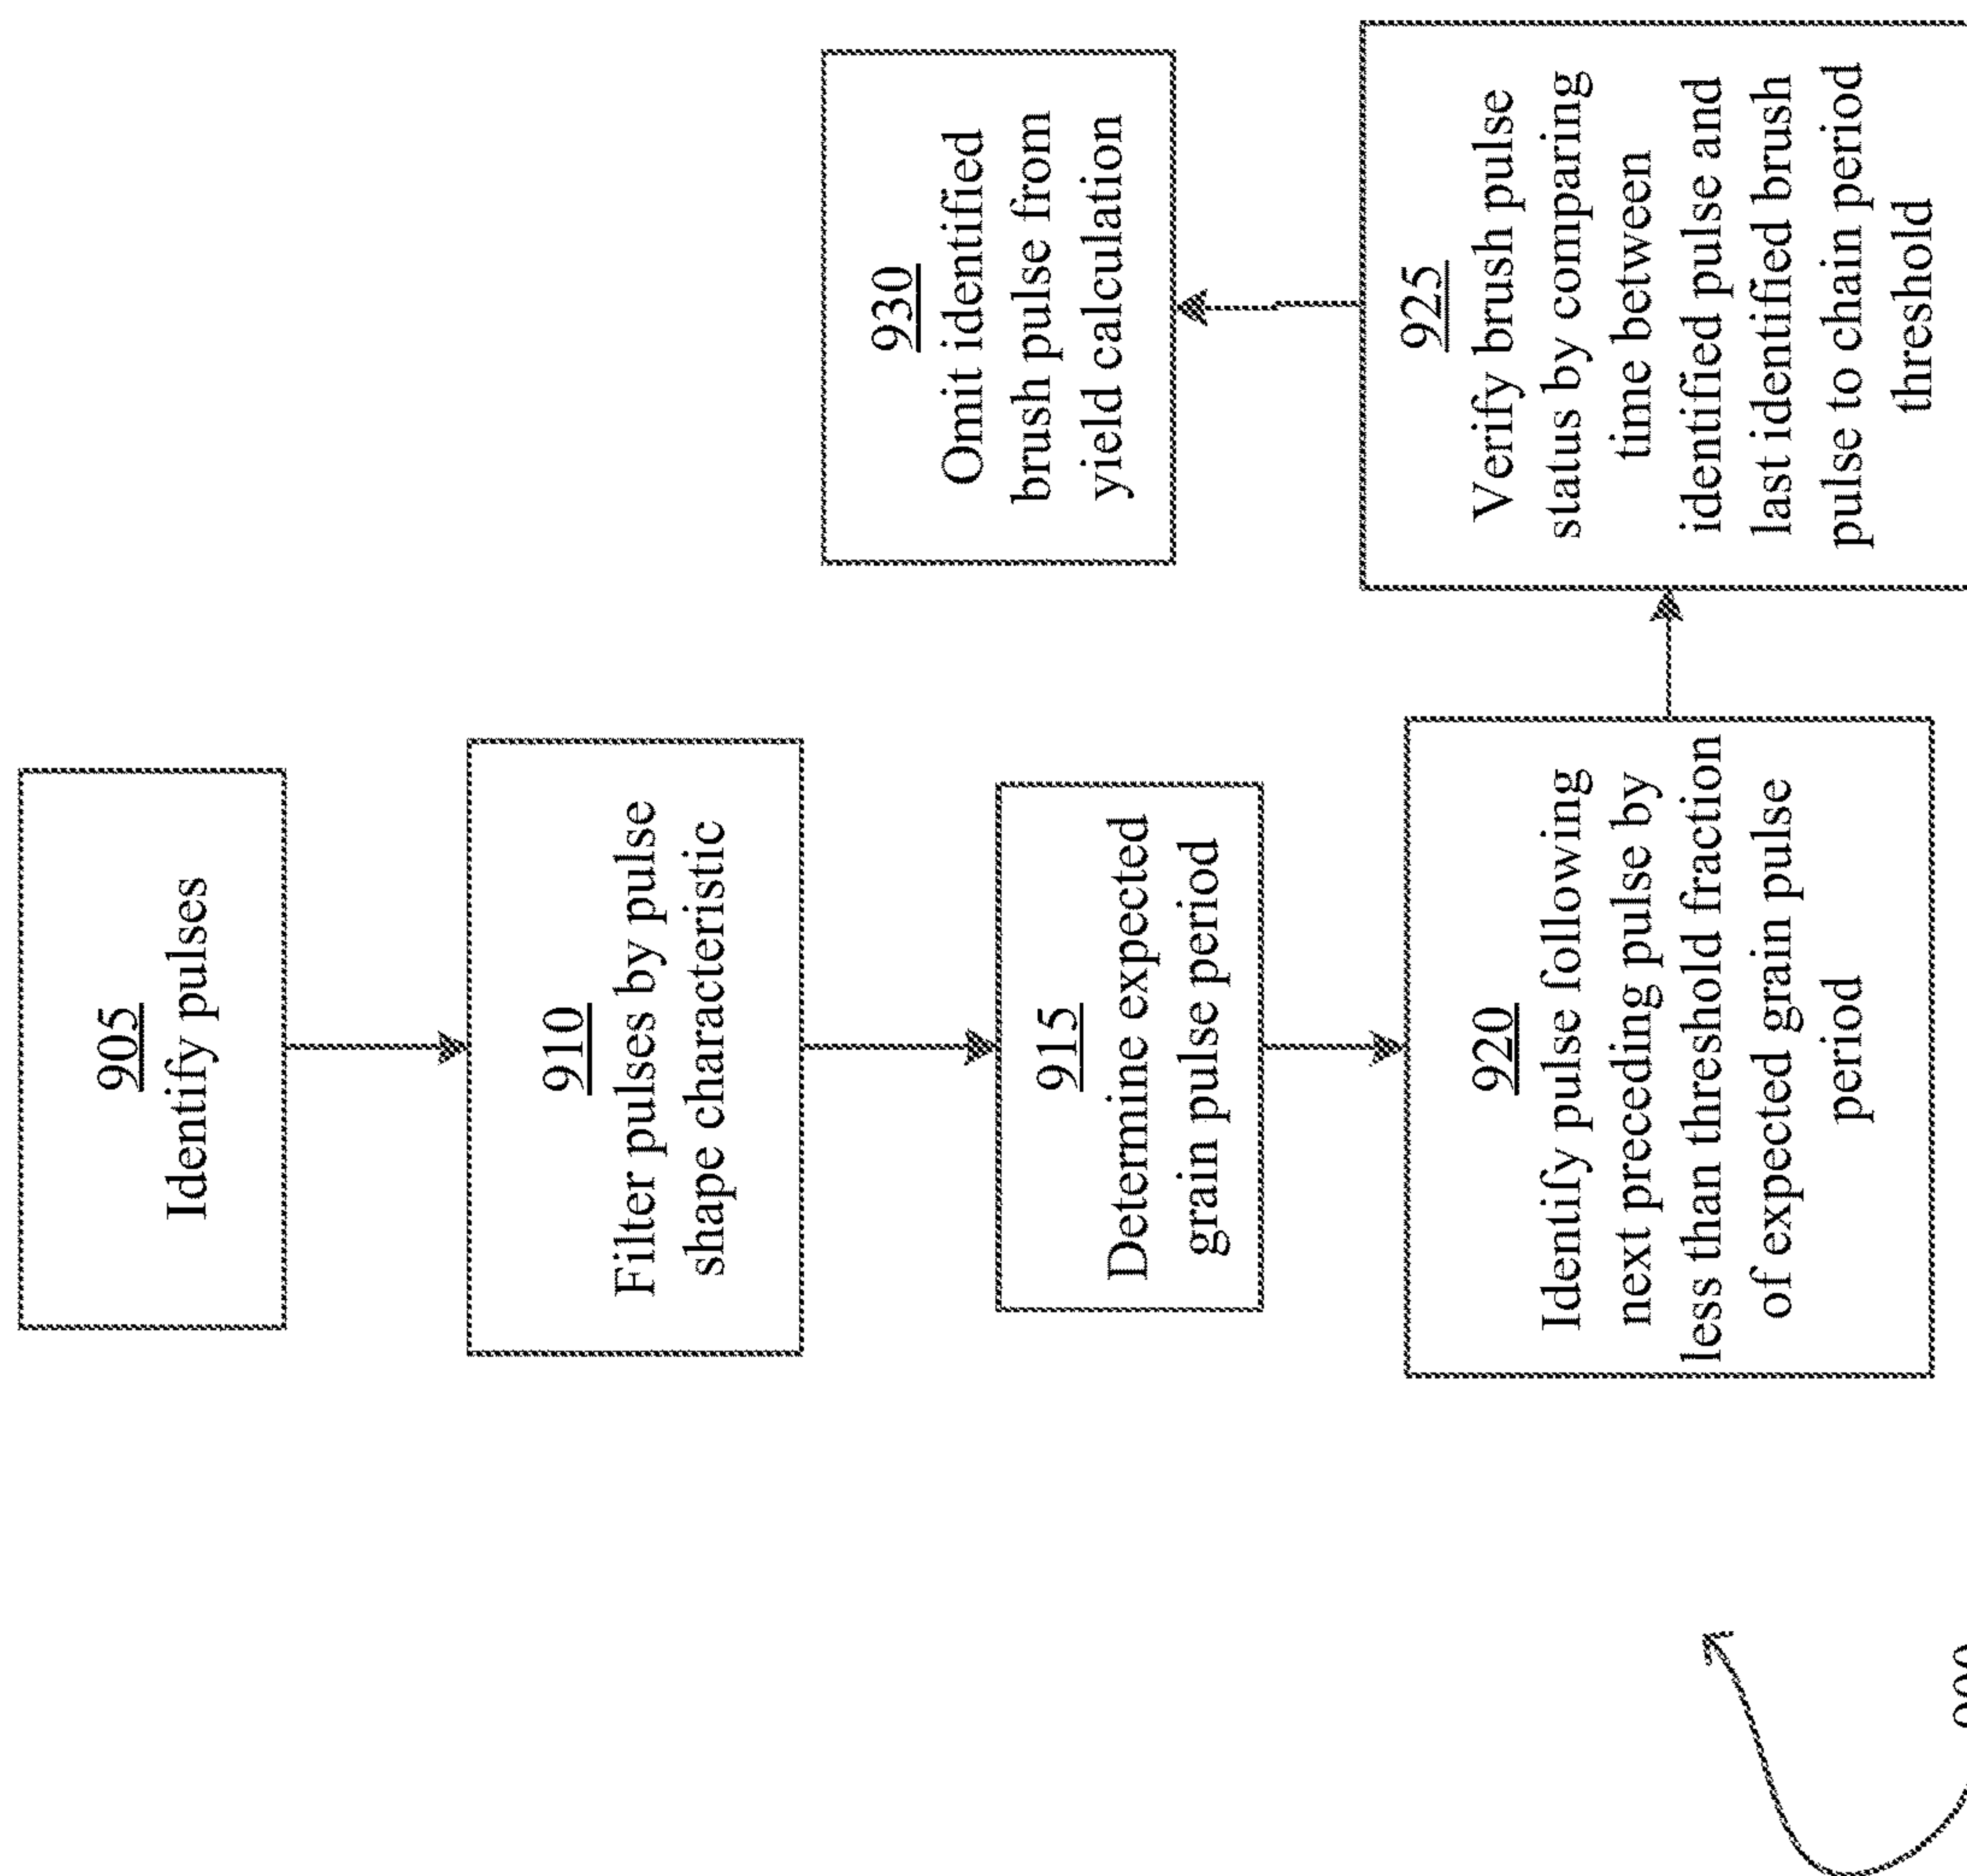 905
Identify pulses
910
Filter pulses by pulse
shape characteristic
915
Determine expected
grain pulse period
920
Identify pulse following
next preceding pulse by
less than threshold fraction
of expected grain pulse
period
925
Verify brush pulse
status by comparing
time between
identified pulse and
last identified brush
pulse to chain period
threshold
930
Omit identified
brush pulse from
yield calculation